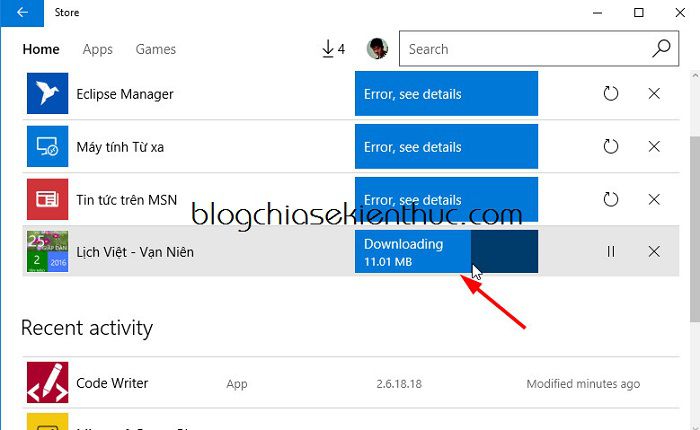 Store
Home Apps Games 4 Search
Eclipse Manager Error, see details
Máy tính Từ xa Error, see details
Tin tức trên MSN Error, see details
blogchiasekienthuc.com
Lịch Việt - Vạn Niên Downloading
11.01 MB
25
2 2016
Recent activity
Code Writer App 2.6.18.18 Modified minutes ago